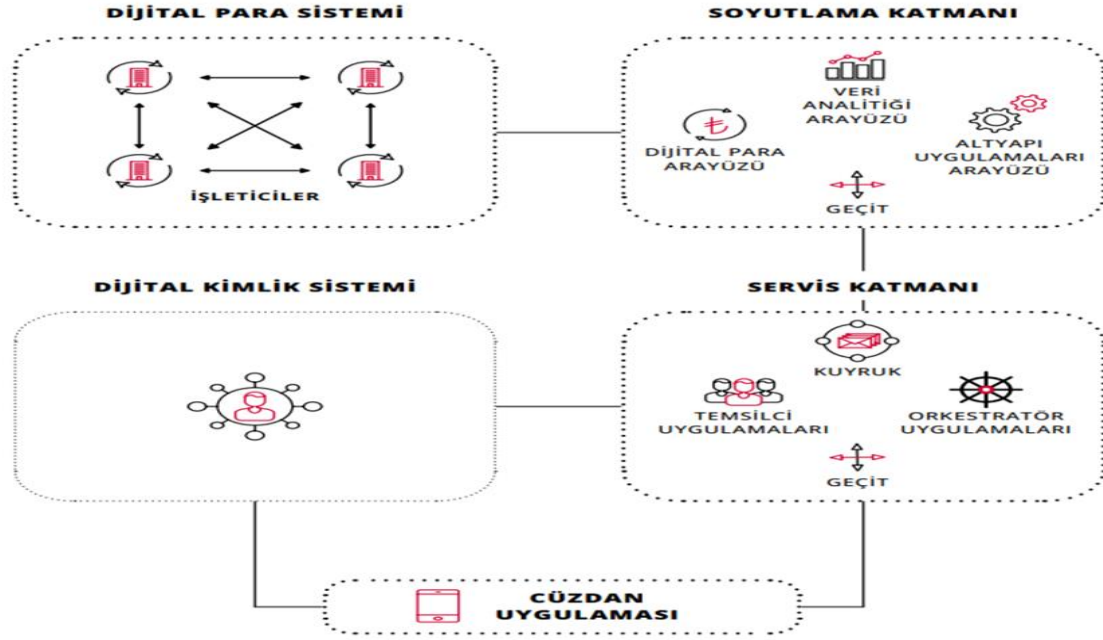 DİJİTAL PARA SİSTEMİ
İŞLETİCİLER
SOYUTLAMA KATMANI
VERİ
ANALİTİĞİ
ARAYÜZÜ
DİJİTAL PARA
ARAYÜZÜ
ALTYAPI
UYGULAMALARI
ARAYÜZÜ
GEÇİT
DİJİTAL KİMLİK SİSTEMİ
SERVİS KATMANI
KUYRUK
TEMSİLCİ
UYGULAMALARI
ORKESTRATÖR
UYGULAMALARI
GEÇİT
CÜZDAN
UYGULAMASI